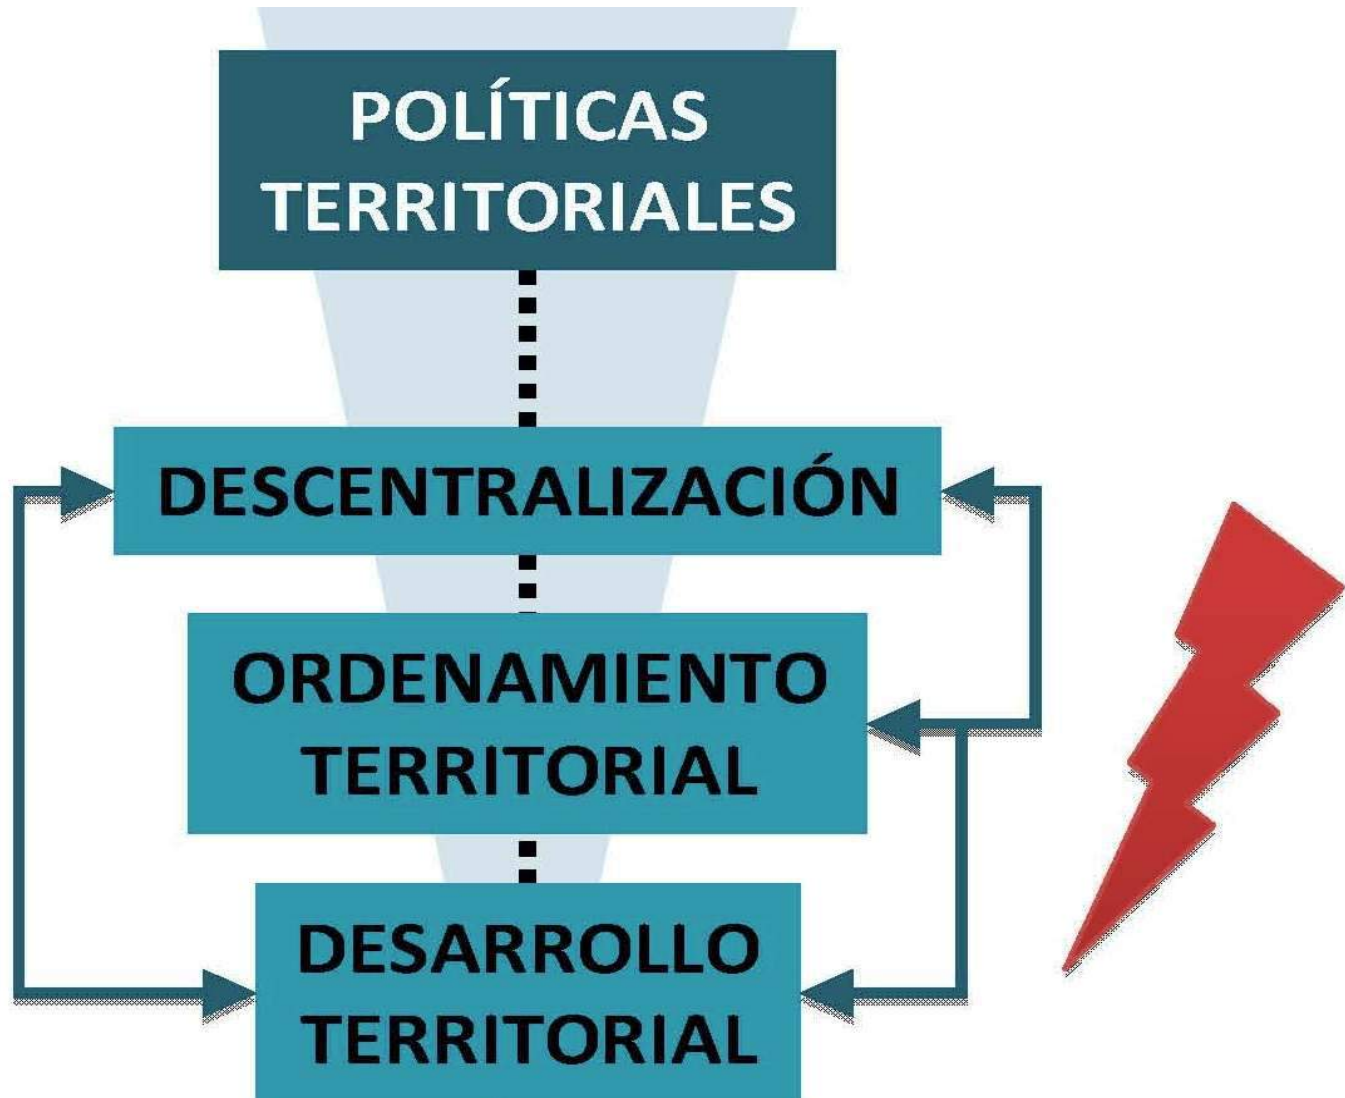 POLÍTICAS
TERRITORIALES
DESCENTRALIZACIÓN
ORDENAMIENTO
TERRITORIAL
DESARROLLO
TERRITORIAL